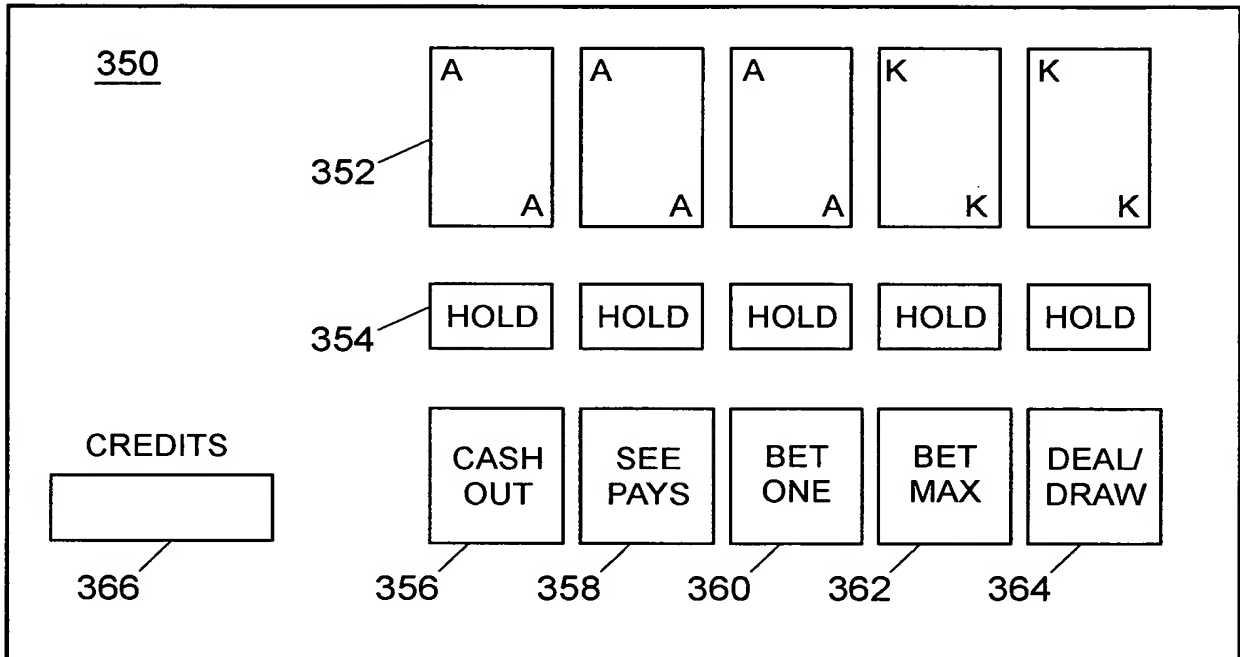 350
A A A K K
352
A A A K K
HOLD HOLD HOLD HOLD HOLD
354
CREDITS
CASH OUT
SEE PAYS
BET ONE
BET MAX
DEAL/ DRAW
366 356 358 360 362 364